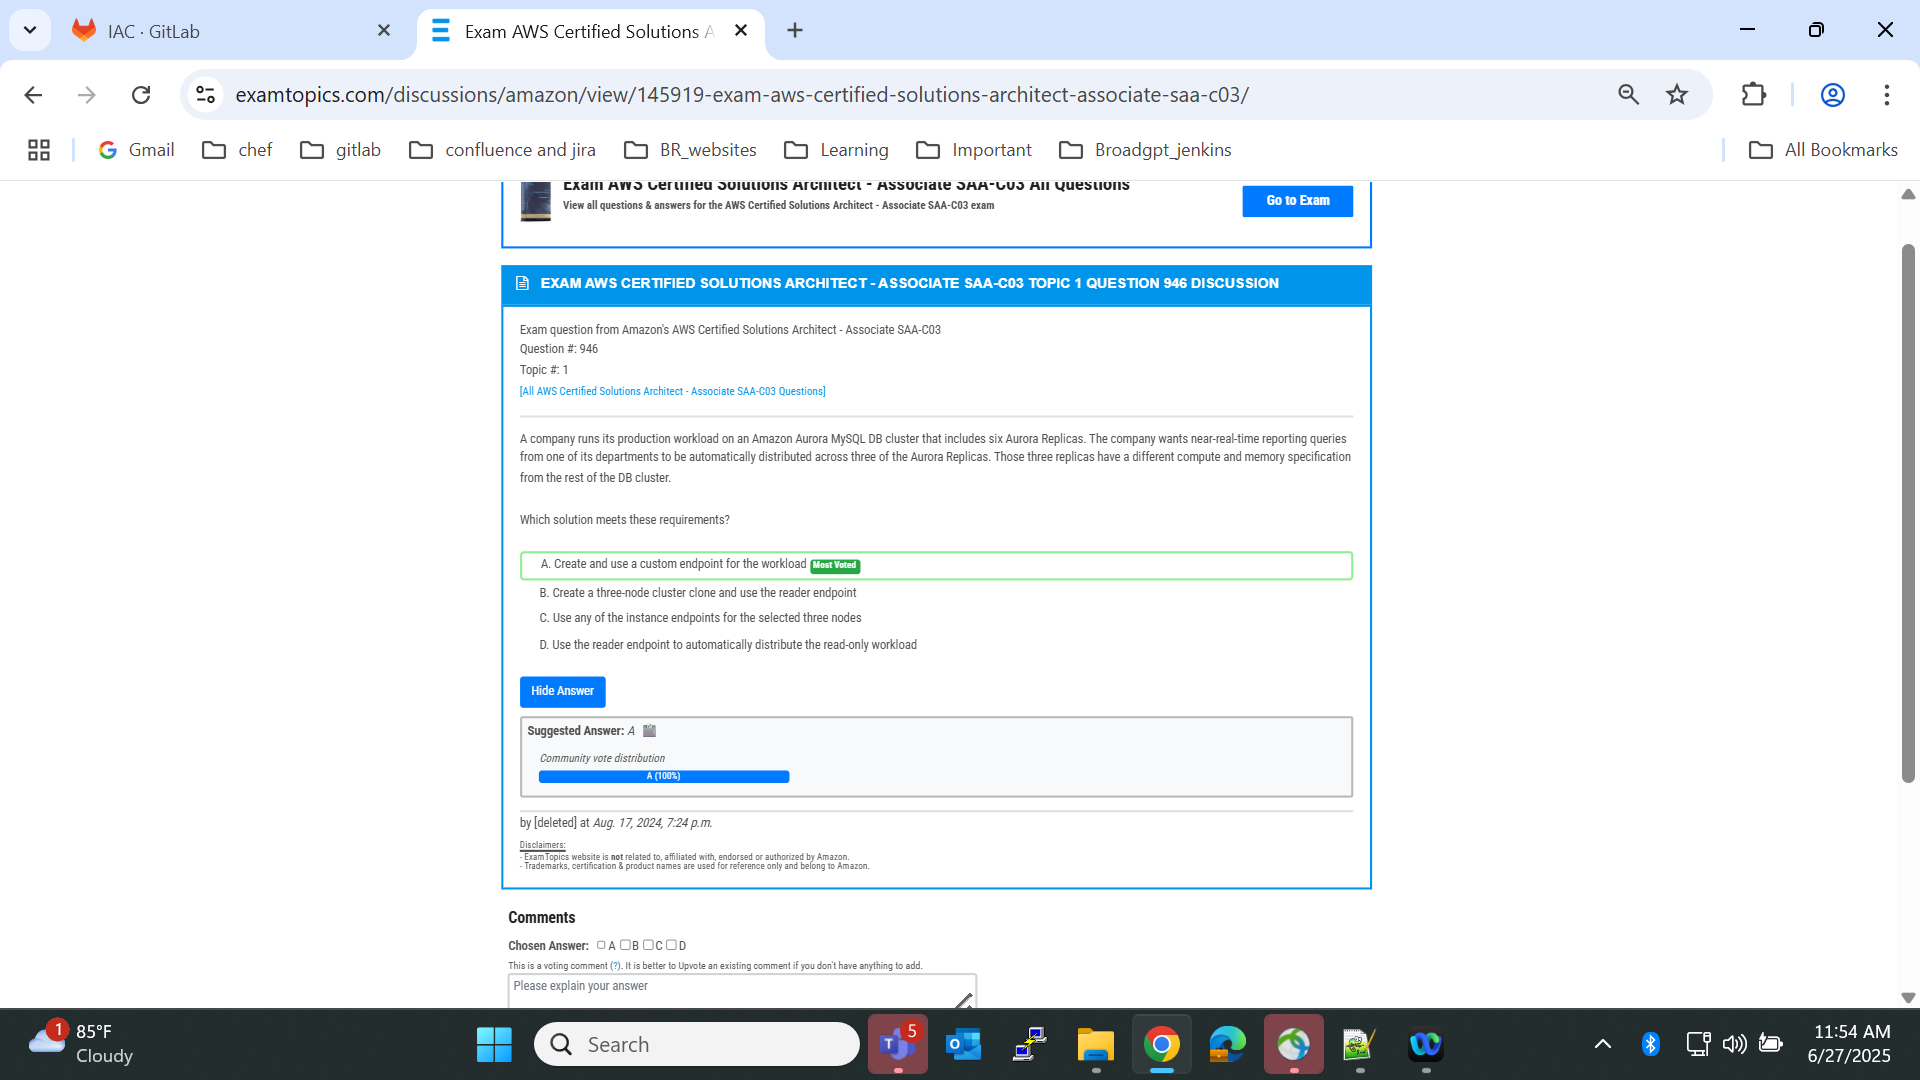 IAC · GitLab
Exam AWS Certified Solutions A
examtopics.com/discussions/amazon/view/145919-exam-aws-certified-solutions-architect-associate-saa-c03/
Gmail chef gitlab confluence and jira BR_websites Learning Important Broadgpt_jenkins All Bookmarks
Exam AWS Certified Solutions Architect - Associate SAA-C03 All Questions
View all questions & answers for the AWS Certified Solutions Architect - Associate SAA-C03 exam
Go to Exam
EXAM AWS CERTIFIED SOLUTIONS ARCHITECT - ASSOCIATE SAA-C03 TOPIC 1 QUESTION 946 DISCUSSION
Exam question from Amazon's AWS Certified Solutions Architect - Associate SAA-C03
Question #: 946
Topic #: 1
[All AWS Certified Solutions Architect - Associate SAA-C03 Questions]
A company runs its production workload on an Amazon Aurora MySQL DB cluster that includes six Aurora Replicas. The company wants near-real-time reporting queries
from one of its departments to be automatically distributed across three of the Aurora Replicas. Those three replicas have a different compute and memory specification
from the rest of the DB cluster.
Which solution meets these requirements?
A. Create and use a custom endpoint for the workload Most Voted
B. Create a three-node cluster clone and use the reader endpoint
C. Use any of the instance endpoints for the selected three nodes
D. Use the reader endpoint to automatically distribute the read-only workload
Hide Answer
Suggested Answer: A
Community vote distribution
A (100%)
by [deleted] at Aug. 17, 2024, 7:24 p.m.
Disclaimers:
- ExamTopics website is not related to, affiliated with, endorsed or authorized by Amazon.
- Trademarks, certification & product names are used for reference only and belong to Amazon.
Comments
Chosen Answer: A B C D
This is a voting comment (?). It is better to Upvote an existing comment if you don't have anything to add.
Please explain your answer
1
85°F
Cloudy
Search
5
11:54 AM
6/27/2025